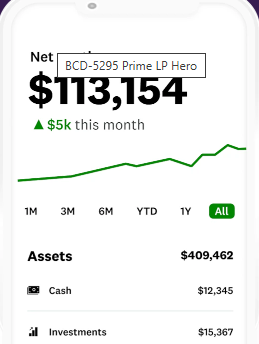 Net
BCD-5295 Prime LP Hero
$113,154
▲ $5k this month
1M 3M 6M YTD 1Y All
Assets $409,462
Cash $12,345
Investments $15,367